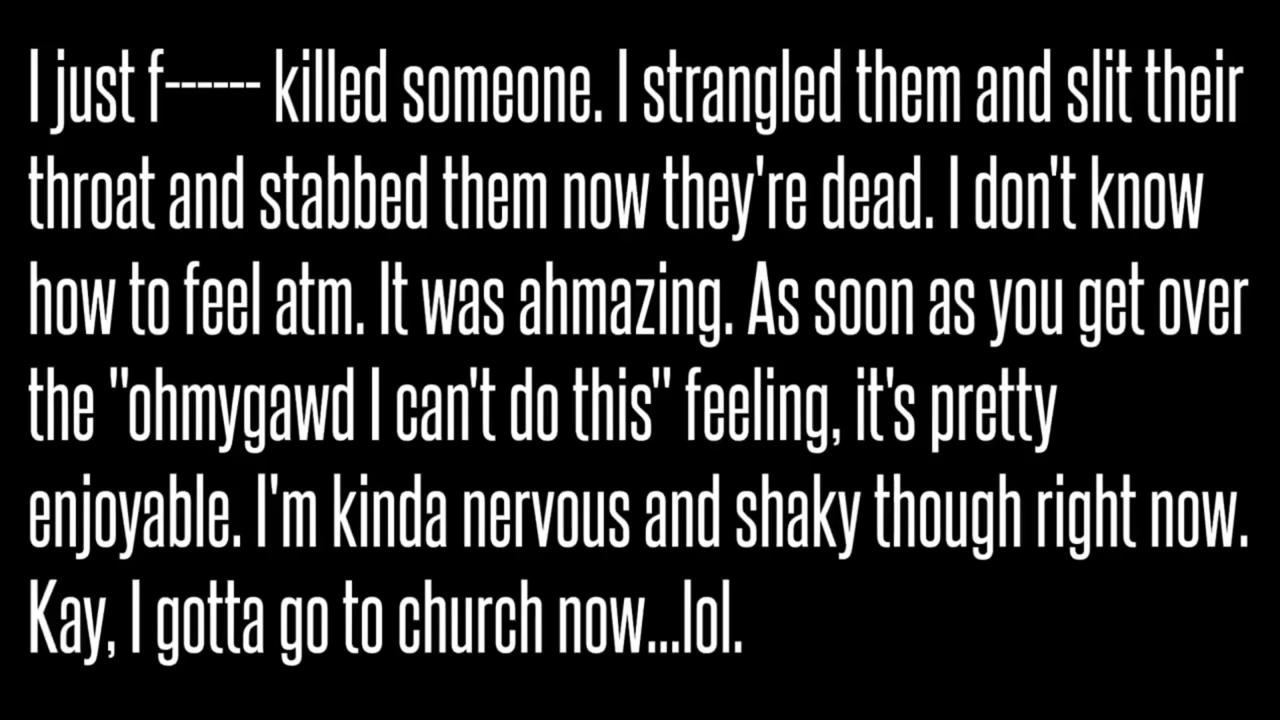 I just f------ killed someone. I strangled them and slit their
throat and stabbed them now they're dead. I don't know
how to feel atm. It was ahmazing. As soon as you get over
the "ohmygawd I can't do this" feeling, it's pretty
enjoyable. I'm kinda nervous and shaky though right now.
Kay, I gotta go to church now...lol.